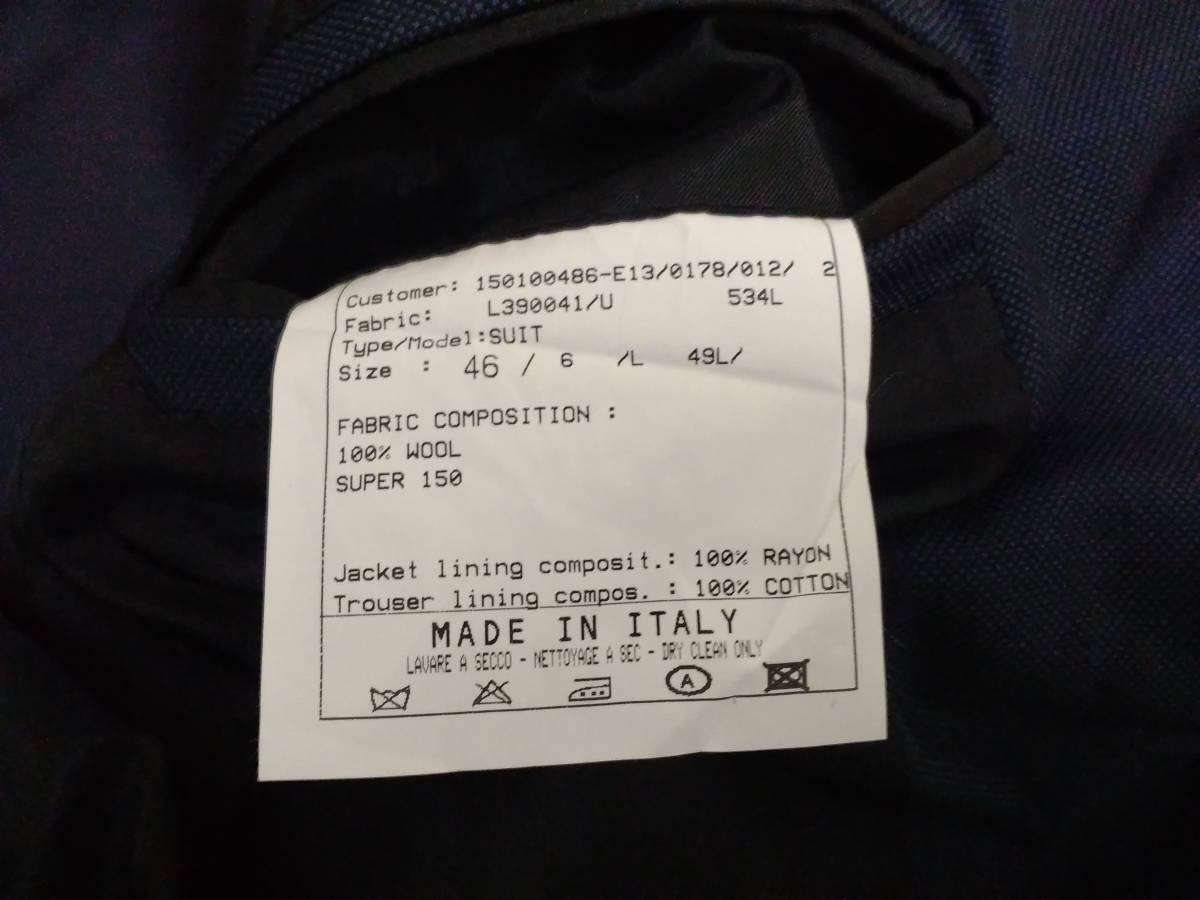 Customer: 150100486-E13/0178/012/ 2
Fabric: L390041/U 534L
Type/Model:SUIT
Size : 46 / 6 /L 49L/
FABRIC COMPOSITION :
100% WOOL
SUPER 150
Jacket lining composit.: 100% RAYON
Trouser lining compos. : 100% COTTON
MADE IN ITALY
LAVARE A SECCO - NETTOYAGE A SEC - DRY CLEAN ONLY
A